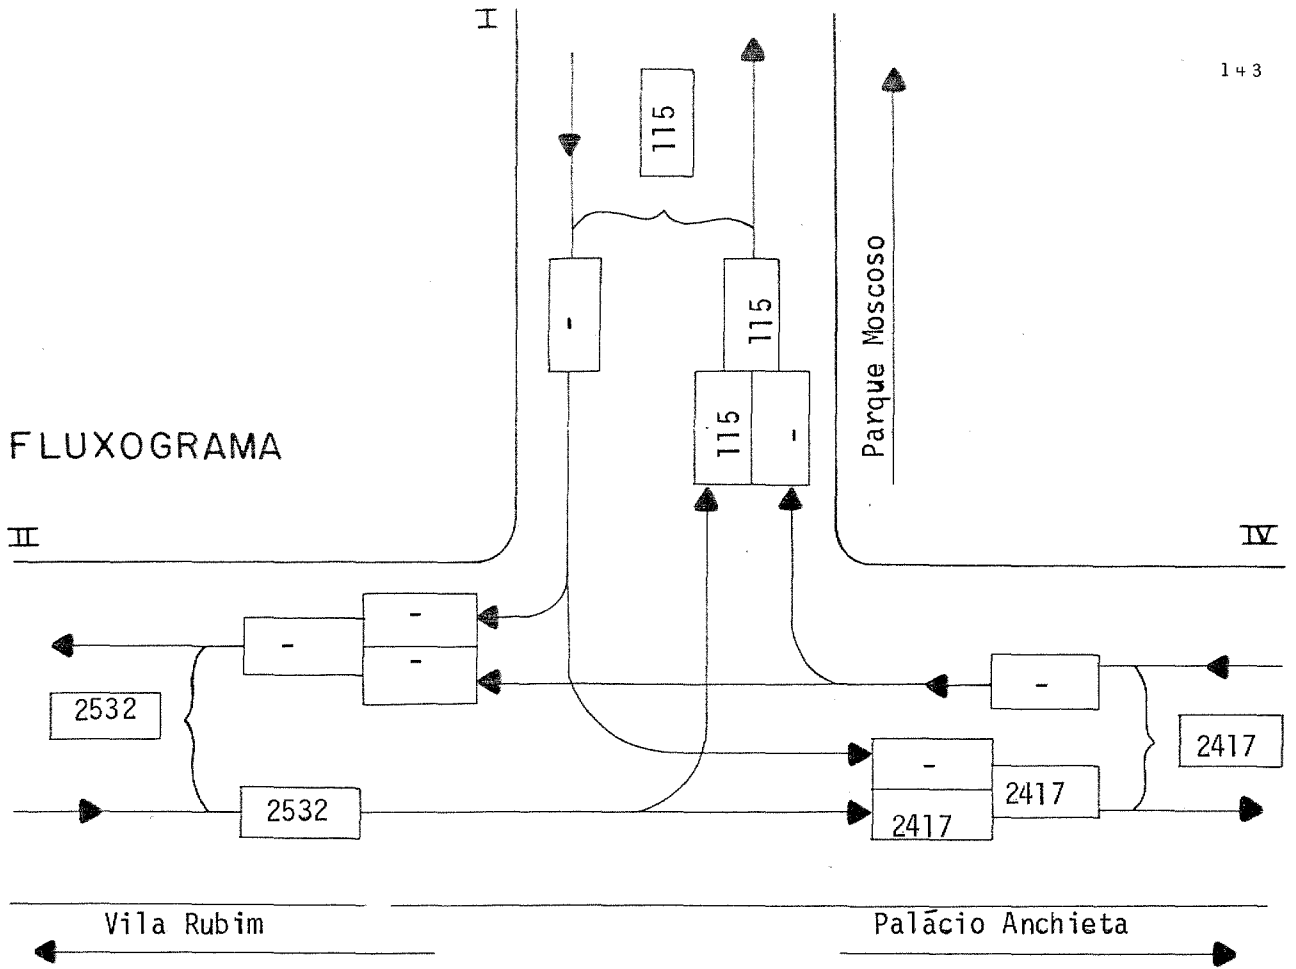 I
143
115
Parque Moscoso
-
115
115
-
FLUXOGRAMA
II
IV
-
-
-
-
2532
2417
-
2532
2417
2417
Vila Rubim
Palácio Anchieta